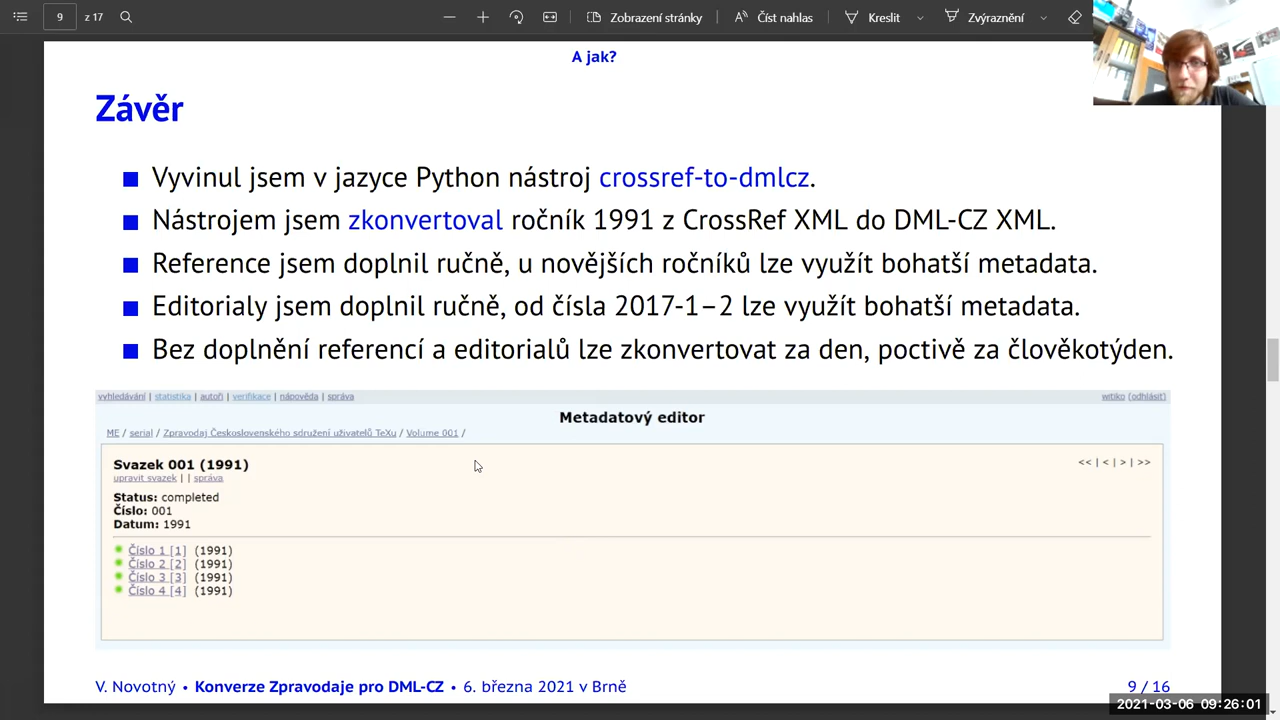 9 z 17 Zobrazení stránky Číst nahlas Kreslit Zvýraznění
A jak?
Závěr
Vyvinul jsem v jazyce Python nástroj crossref-to-dmlcz.
Nástrojem jsem zkonvertoval ročník 1991 z CrossRef XML do DML-CZ XML.
Reference jsem doplnil ručně, u novějších ročníků lze využít bohatší metadata.
Editorialy jsem doplnil ručně, od čísla 2017-1–2 lze využít bohatší metadata.
Bez doplnění referencí a editorialů lze zkonvertovat za den, poctivě za člověkotýden.
vyhledávání | statistika | autoři | verifikace | nápověda | správa witiko (odhlásit)
Metadatový editor
ME / serial / Zpravodaj Československého sdružení uživatelů TeXu / Volume 001 /
Svazek 001 (1991) << | < | > | >>
upravit svazek | | správa
Status: completed
Číslo: 001
Datum: 1991
Číslo 1 [1] (1991)
Číslo 2 [2] (1991)
Číslo 3 [3] (1991)
Číslo 4 [4] (1991)
V. Novotný • Konverze Zpravodaje pro DML-CZ • 6. března 2021 v Brně 9 / 16
2021-03-06 09:26:01